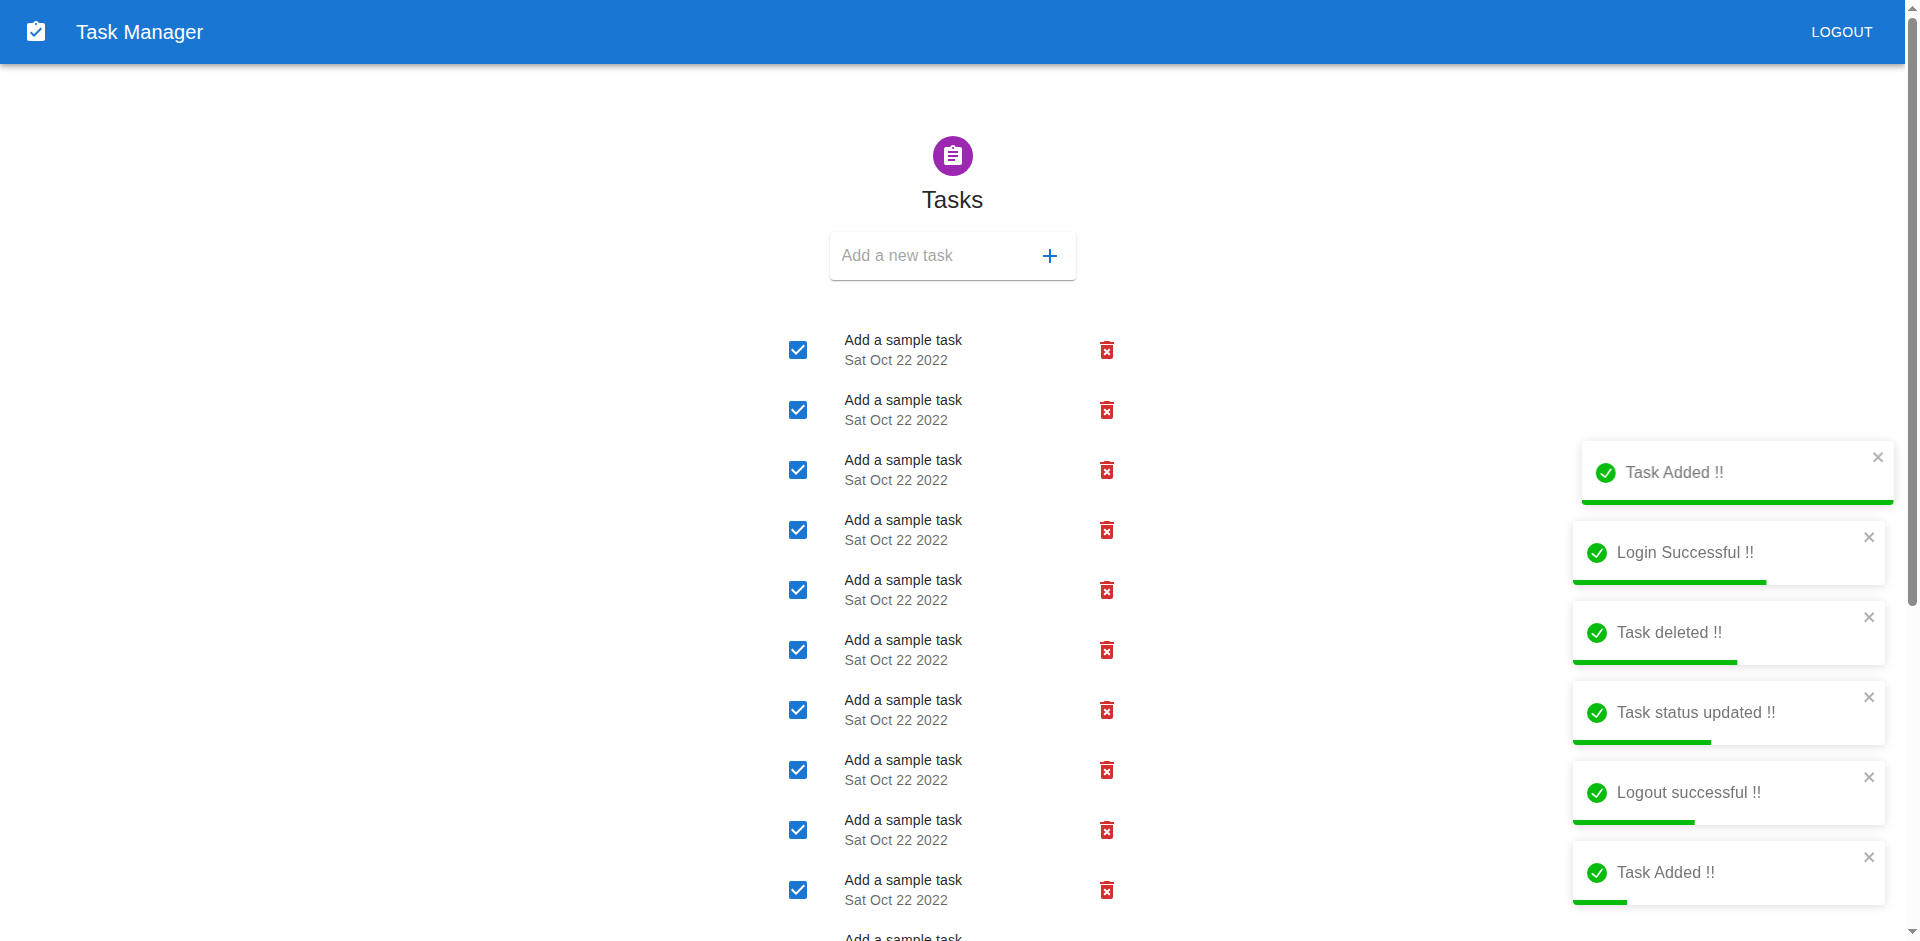 Task Manager
LOGOUT
Tasks
Add a new task
Add a sample task
Sat Oct 22 2022
Add a sample task
Sat Oct 22 2022
Add a sample task
Sat Oct 22 2022
Add a sample task
Sat Oct 22 2022
Add a sample task
Sat Oct 22 2022
Add a sample task
Sat Oct 22 2022
Add a sample task
Sat Oct 22 2022
Add a sample task
Sat Oct 22 2022
Add a sample task
Sat Oct 22 2022
Add a sample task
Sat Oct 22 2022
Add a sample task
Task Added !!
Login Successful !!
Task deleted !!
Task status updated !!
Logout successful !!
Task Added !!